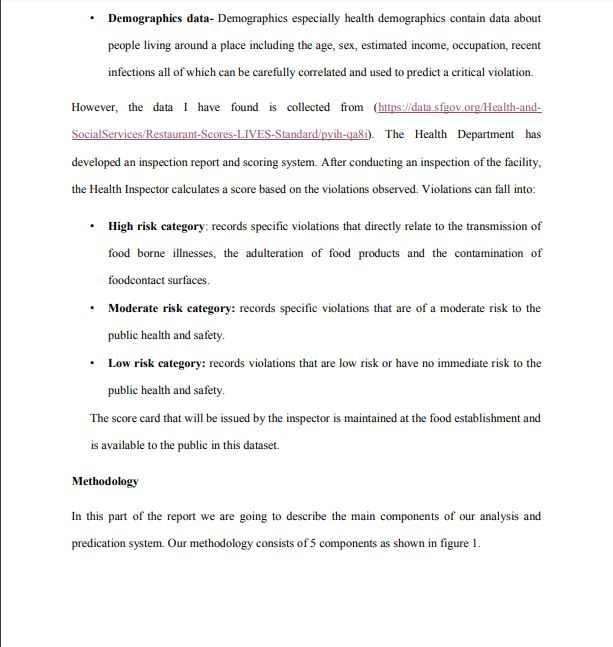 • Demographics data- Demographics especially health demographics contain data about
people living around a place including the age, sex, estimated income, occupation, recent
infections all of which can be carefully correlated and used to predict a critical violation.
However, the data I have found is collected from (https://data.sfgov.org/Health-and-
SocialServices/Restaurant-Scores-LIVES-Standard/pyih-qa8i). The Health Department has
developed an inspection report and scoring system. After conducting an inspection of the facility,
the Health Inspector calculates a score based on the violations observed. Violations can fall into:
• High risk category: records specific violations that directly relate to the transmission of
food borne illnesses, the adulteration of food products and the contamination of
foodcontact surfaces.
• Moderate risk category: records specific violations that are of a moderate risk to the
public health and safety.
• Low risk category: records violations that are low risk or have no immediate risk to the
public health and safety.
The score card that will be issued by the inspector is maintained at the food establishment and
is available to the public in this dataset.
Methodology
In this part of the report we are going to describe the main components of our analysis and
predication system. Our methodology consists of 5 components as shown in figure 1.